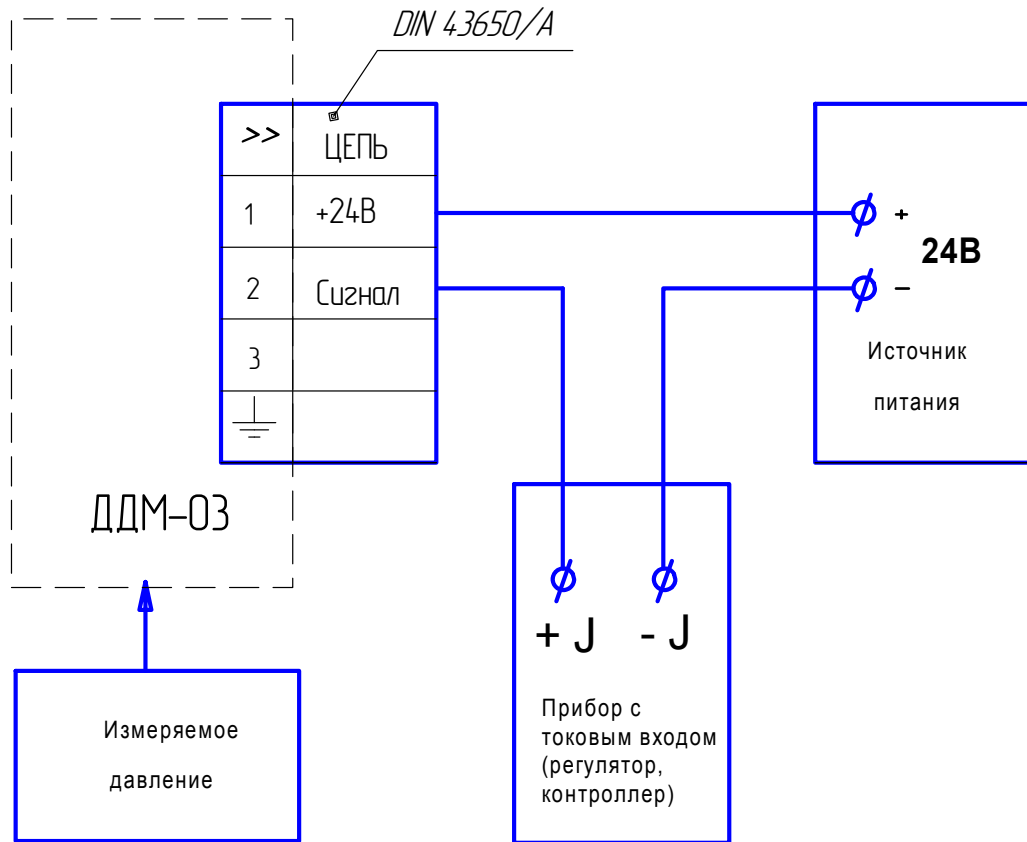 DIN 43650/A
>> ЦЕПЬ
1 +24В
2 Сигнал
3
+
24В
−
Источник
питания
ДДМ-03
+ J - J
Прибор с
токовым входом
(регулятор,
контроллер)
Измеряемое
давление